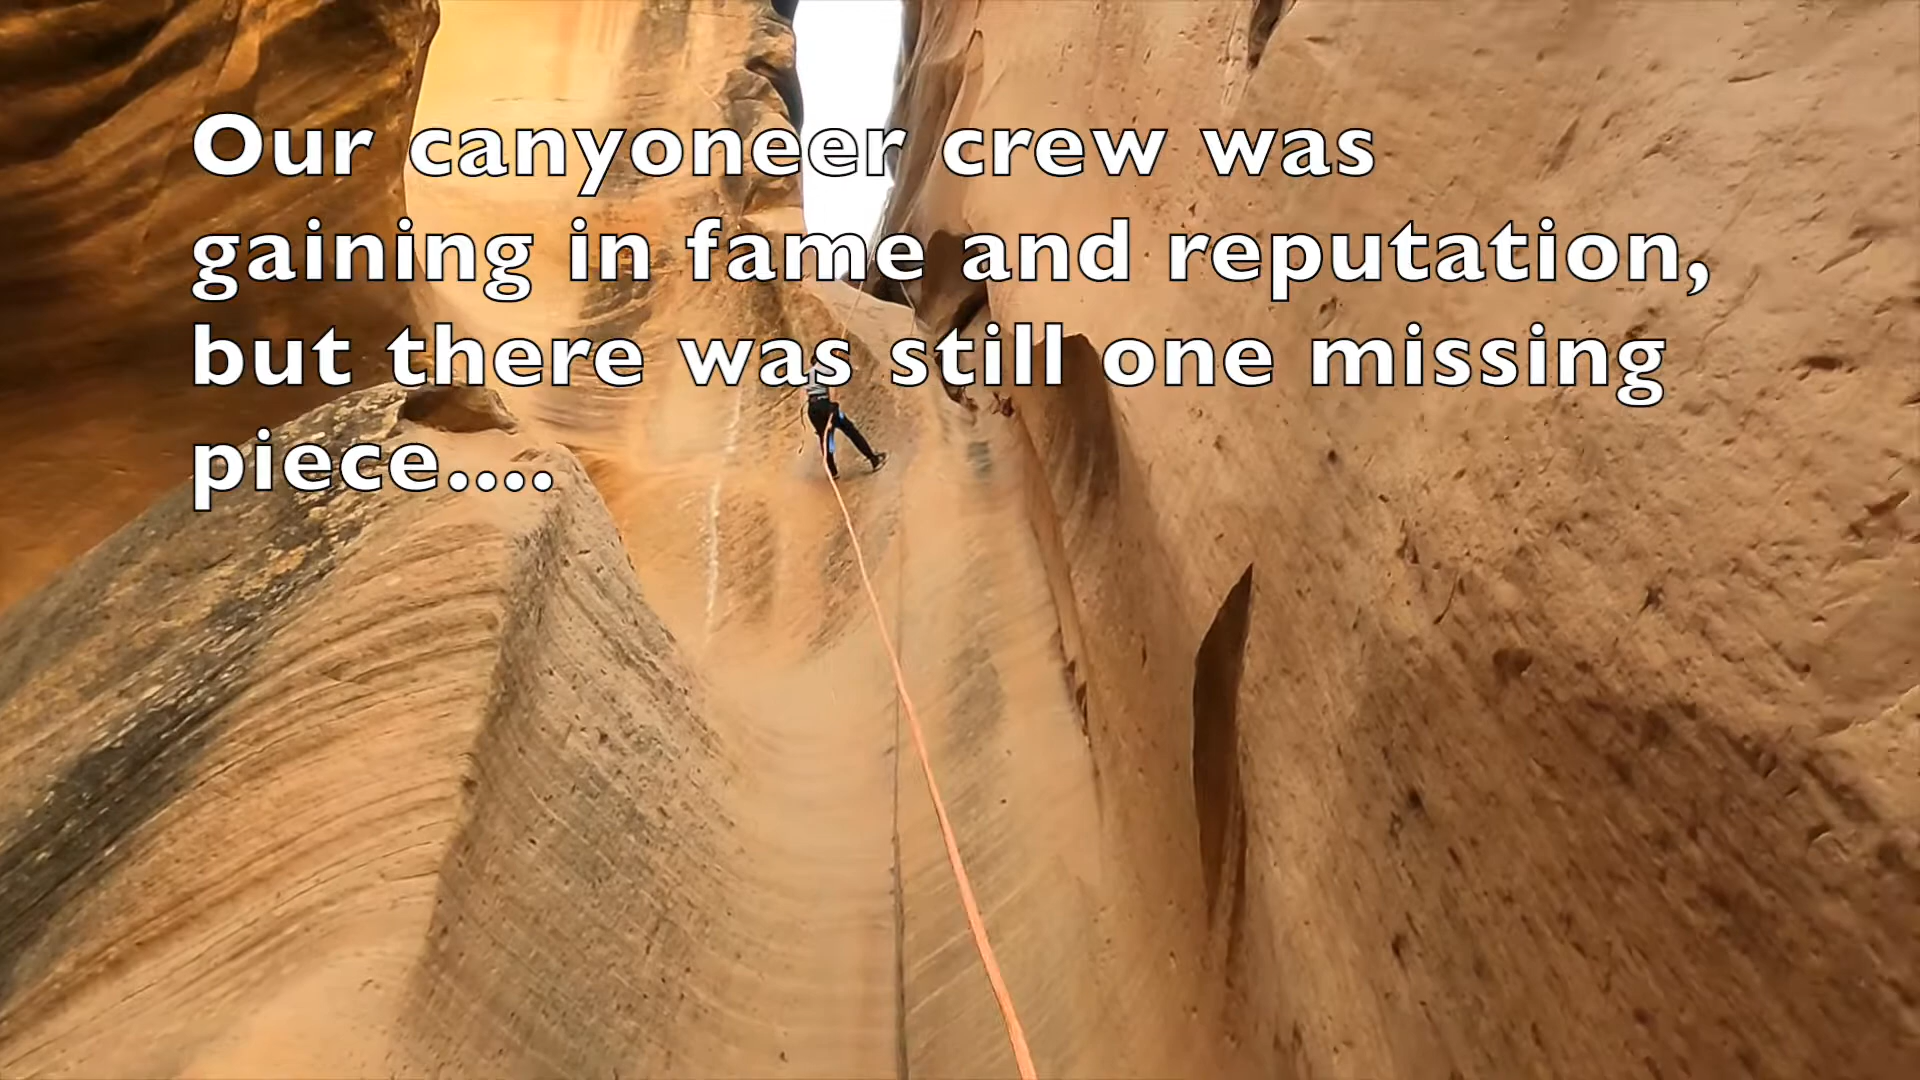 Our canyoneer crew was
gaining in fame and reputation,
but there was still one missing
piece....